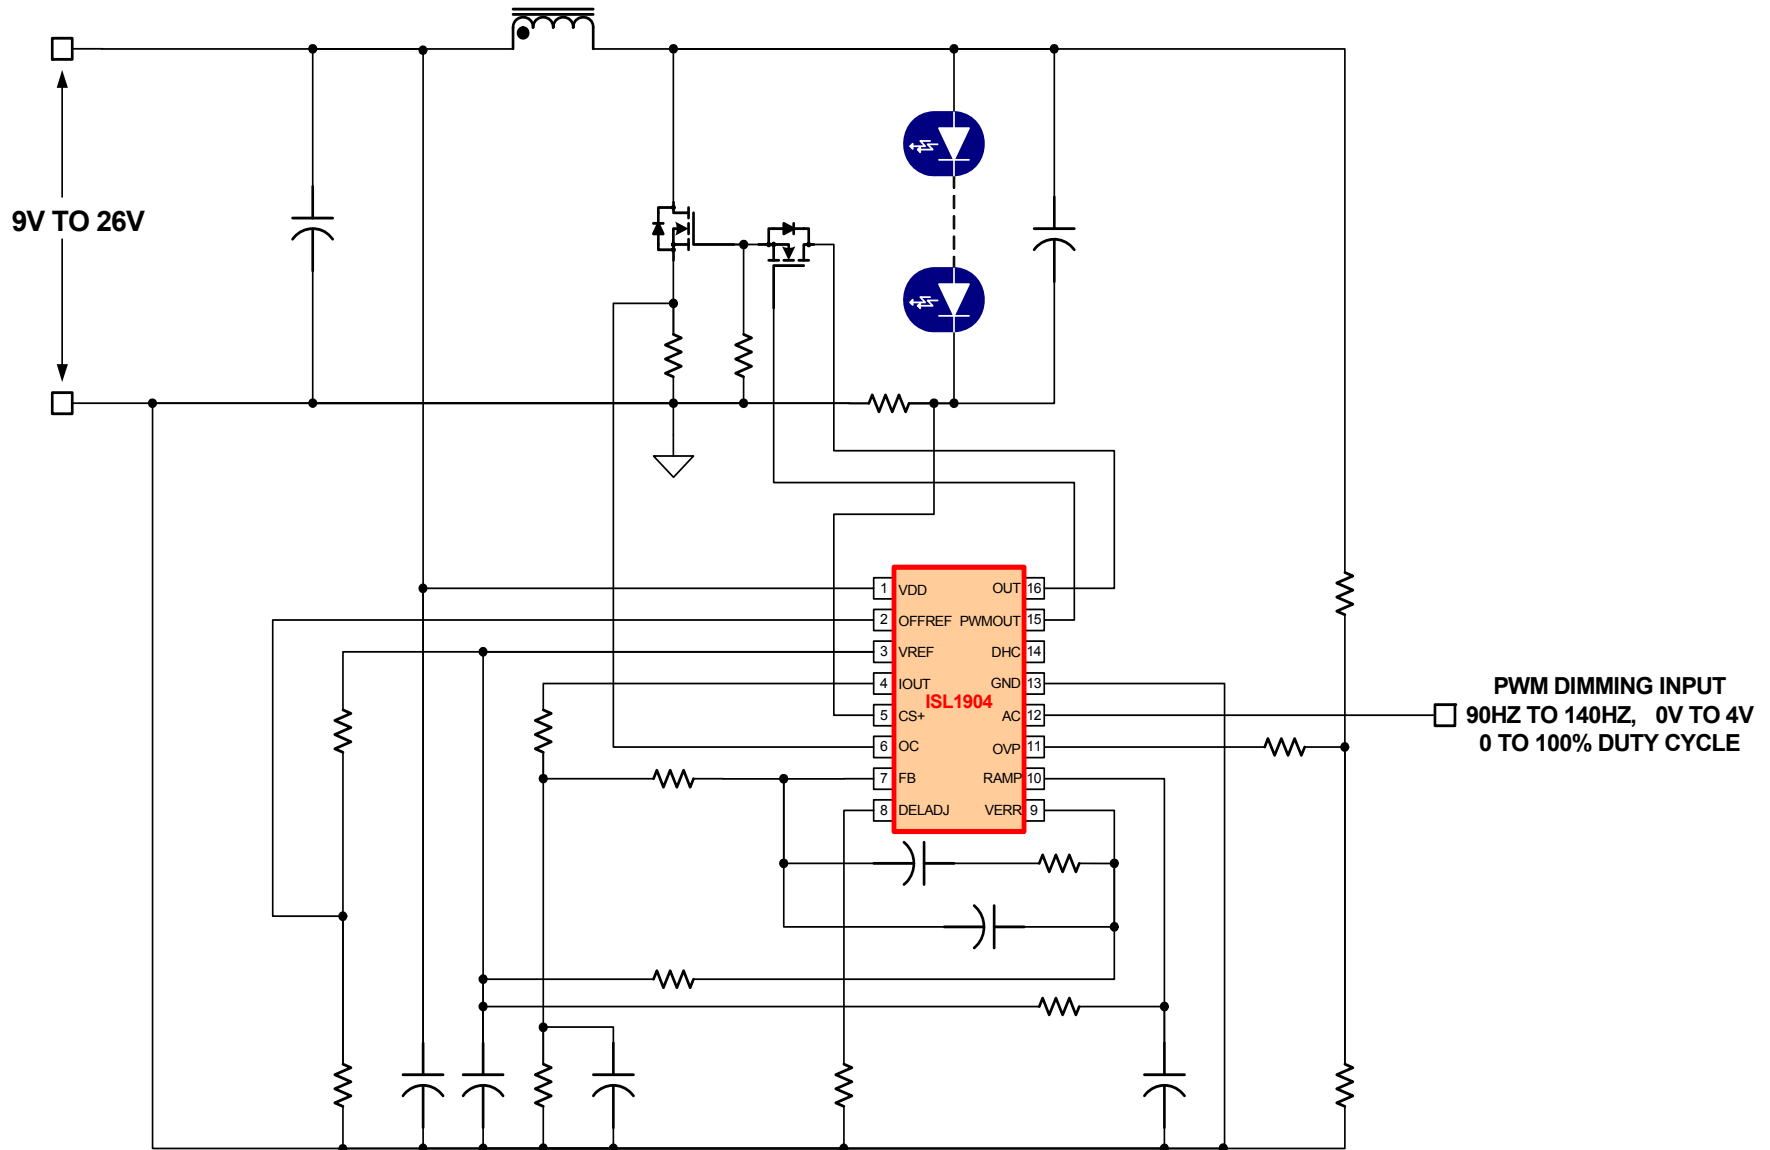 9V TO 26V
1 VDD OUT 16
2 OFFREF PWMOUT 15
3 VREF DHC 14
4 IOUT GND 13
ISL1904
5 CS+ AC 12
6 OC OVP 11
7 FB RAMP 10
8 DELADJ VERR 9
PWM DIMMING INPUT
90HZ TO 140HZ, 0V TO 4V
0 TO 100% DUTY CYCLE